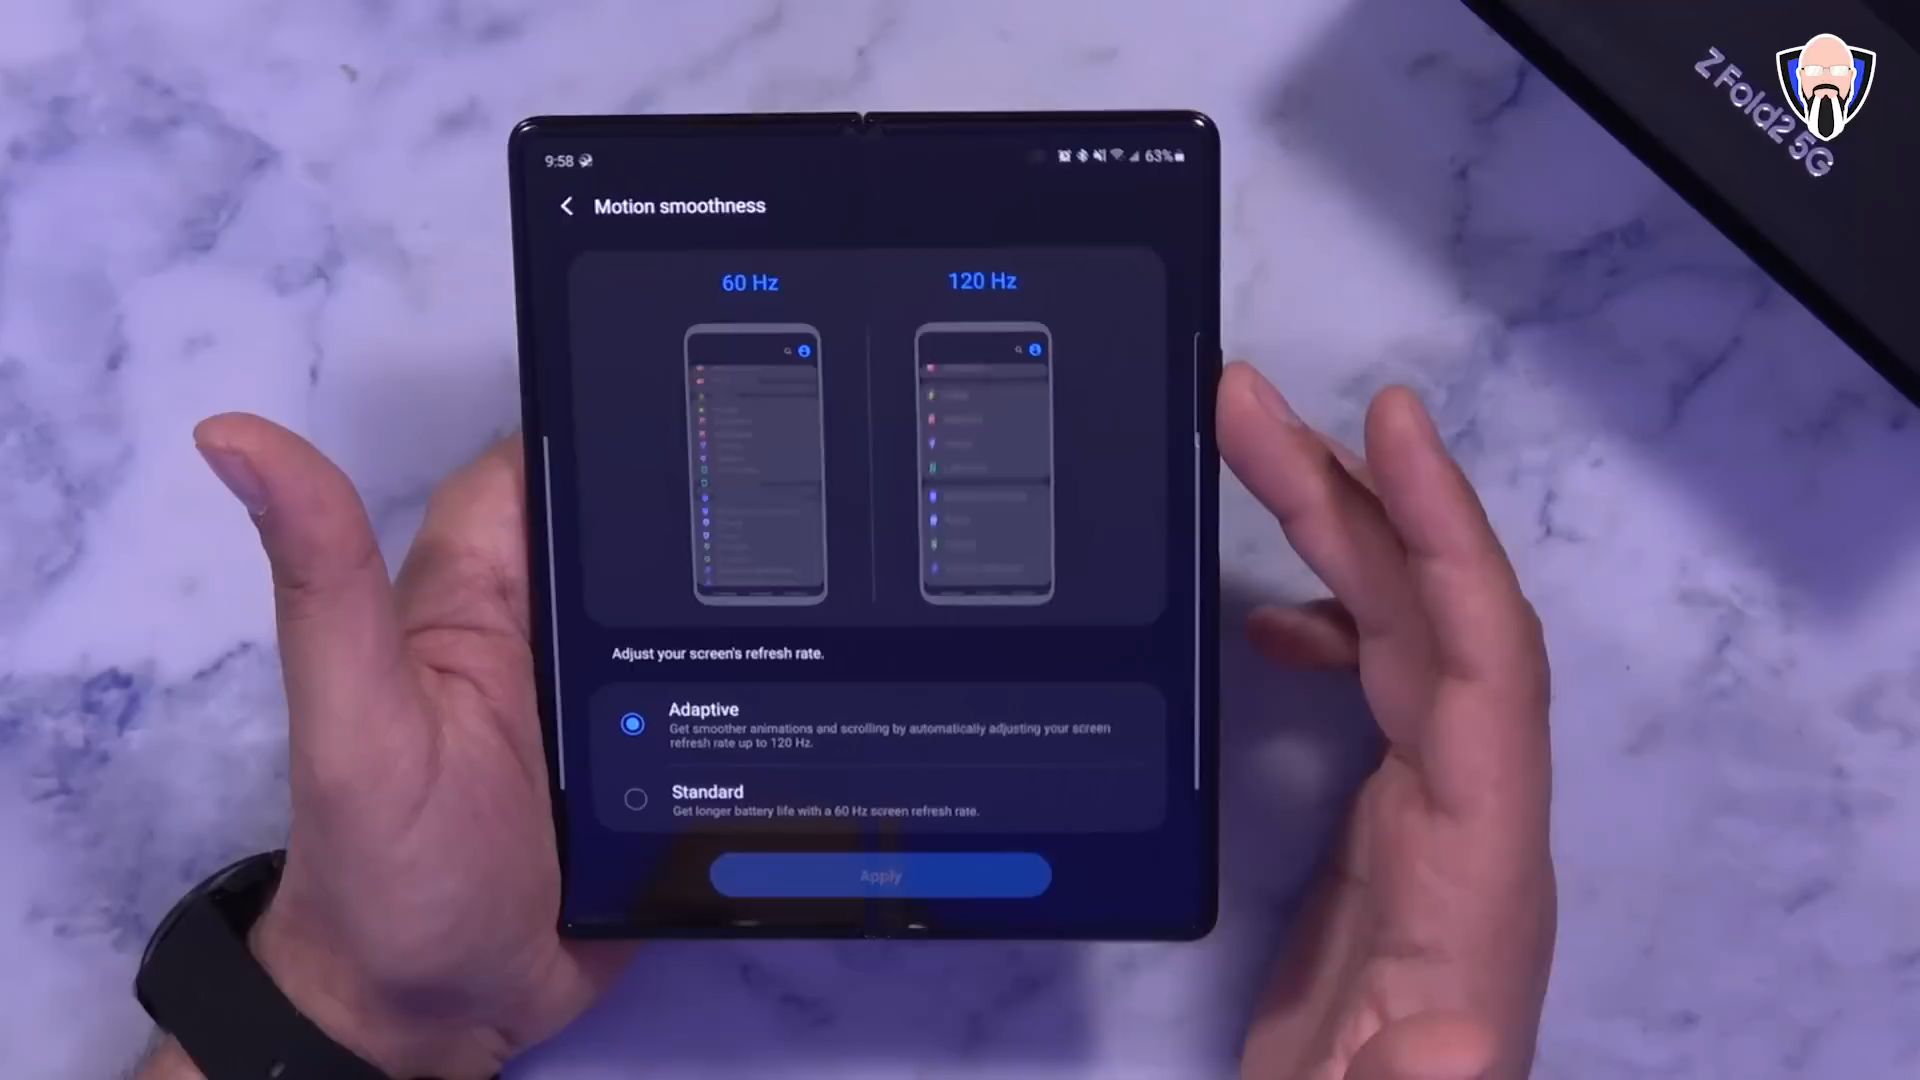 Z Fold2 5G
9:58
63%
Motion smoothness
60 Hz
120 Hz
Adjust your screen's refresh rate.
Adaptive
Get smoother animations and scrolling by automatically adjusting your screen
refresh rate up to 120 Hz.
Standard
Get longer battery life with a 60 Hz screen refresh rate.
Apply